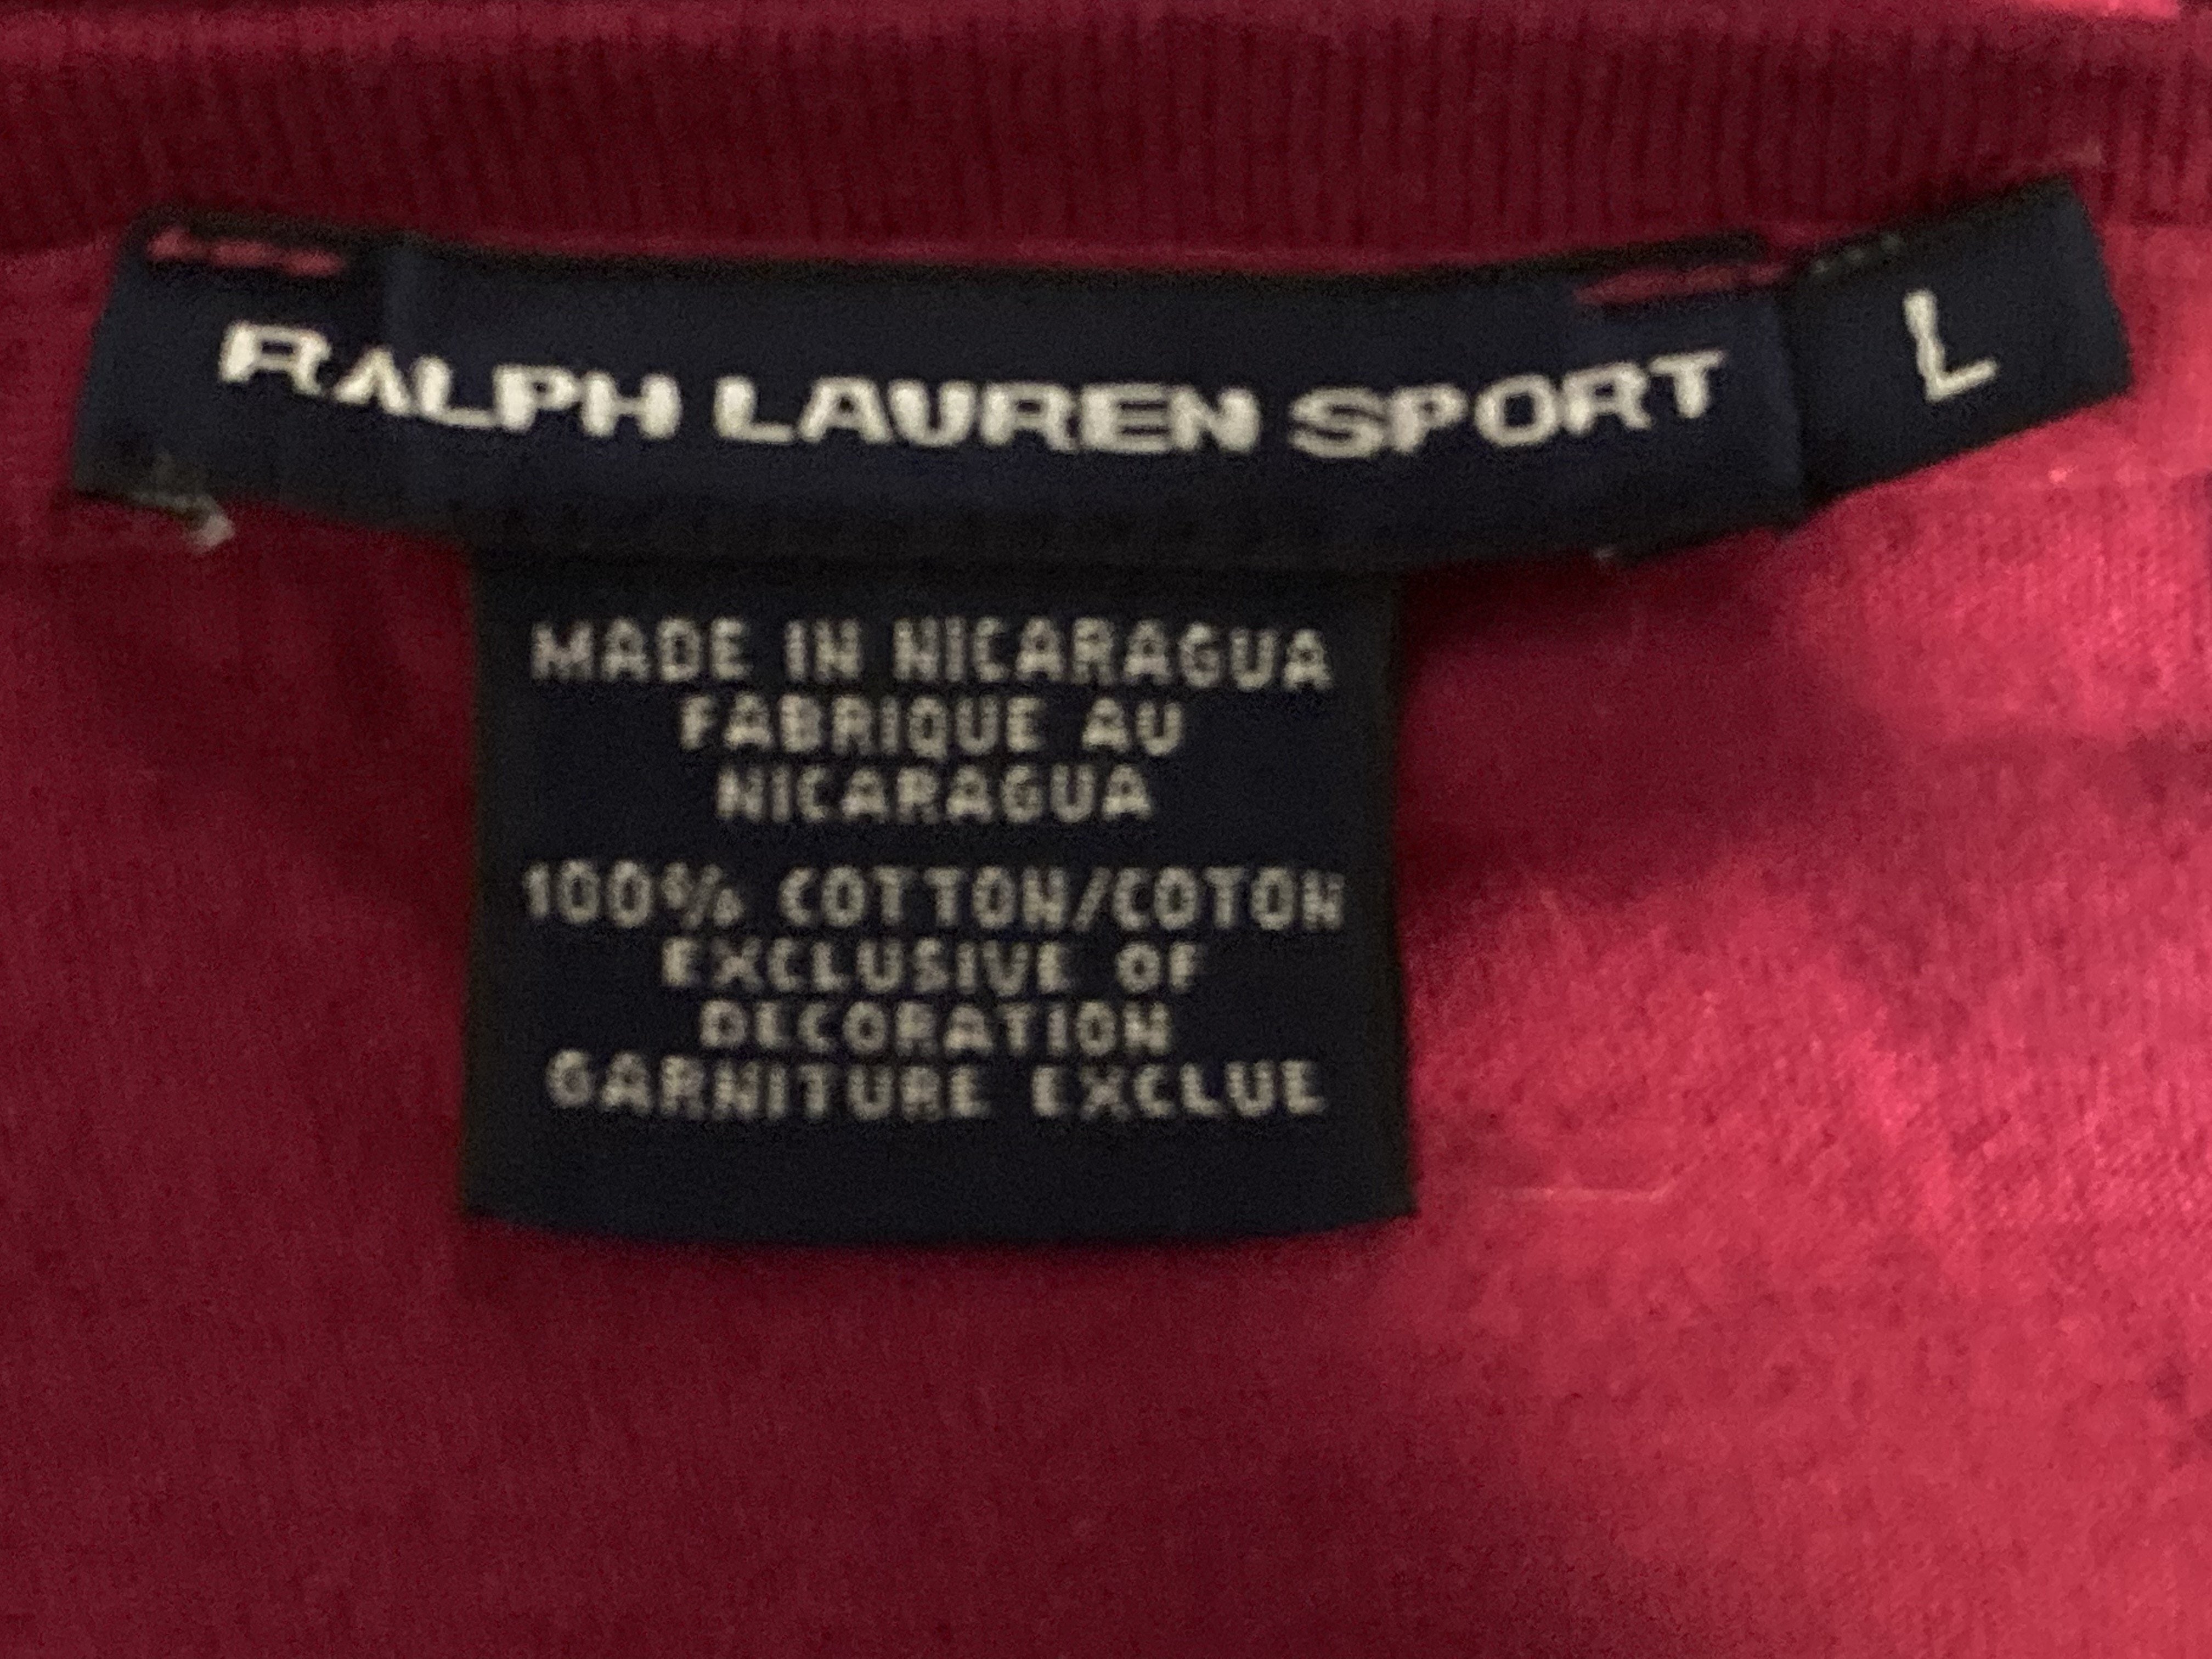 RALPH LAUREN SPORT L
MADE IN NICARAGUA
FABRIQUE AU
NICARAGUA
100% COTTON/COTON
EXCLUSIVE OF
DECORATION
GARNITURE EXCLUE